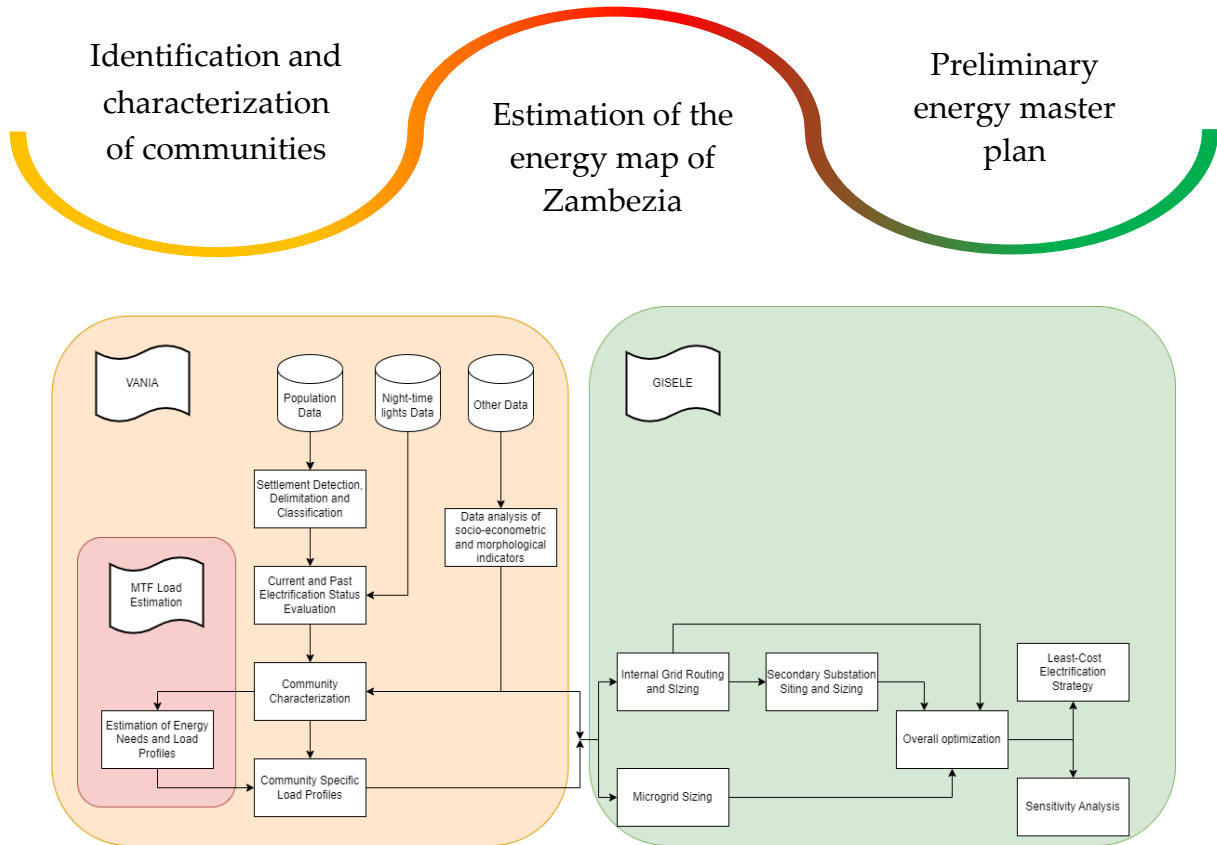 Identification and
characterization
of communities
Estimation of the
energy map of
Zambezia
Preliminary
energy master
plan
VANIA
Population
Data
Night-time
lights Data
Other Data
Settlement Detection,
Delimitation and
Classification
Data analysis of
socio-econometric
and morphological
indicators
MTF Load
Estimation
Current and Past
Electrification Status
Evaluation
Community
Characterization
Estimation of Energy
Needs and Load
Profiles
Community Specific
Load Profiles
GISELE
Internal Grid Routing
and SIzing
Secondary Substation
Siting and Sizing
Microgrid Sizing
Overall optimization
Least-Cost
Electrification
Strategy
Sensitivity Analysis